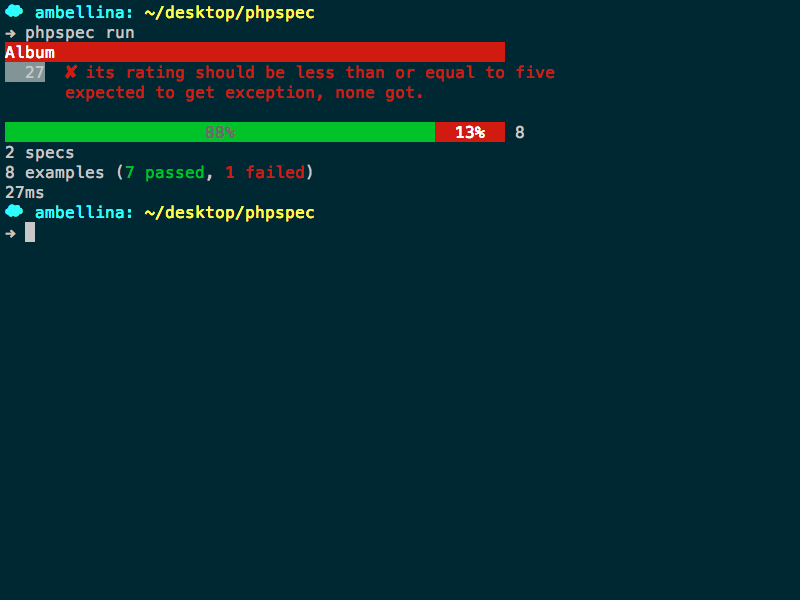 ambellina: ~/desktop/phpspec
→ phpspec run
Album
27 ✘ its rating should be less than or equal to five
expected to get exception, none got.
88% 13% 8
2 specs
8 examples (7 passed, 1 failed)
27ms
ambellina: ~/desktop/phpspec
→